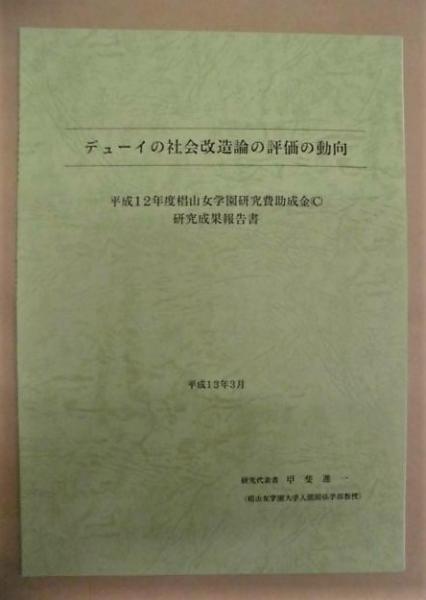 デューイの社会改造論の評価の動向
平成12年度椙山女学園研究費助成金Ⓒ
研究成果報告書
平成13年3月
研究代表者 甲斐進一
(椙山女学園大学人間関係学部教授)